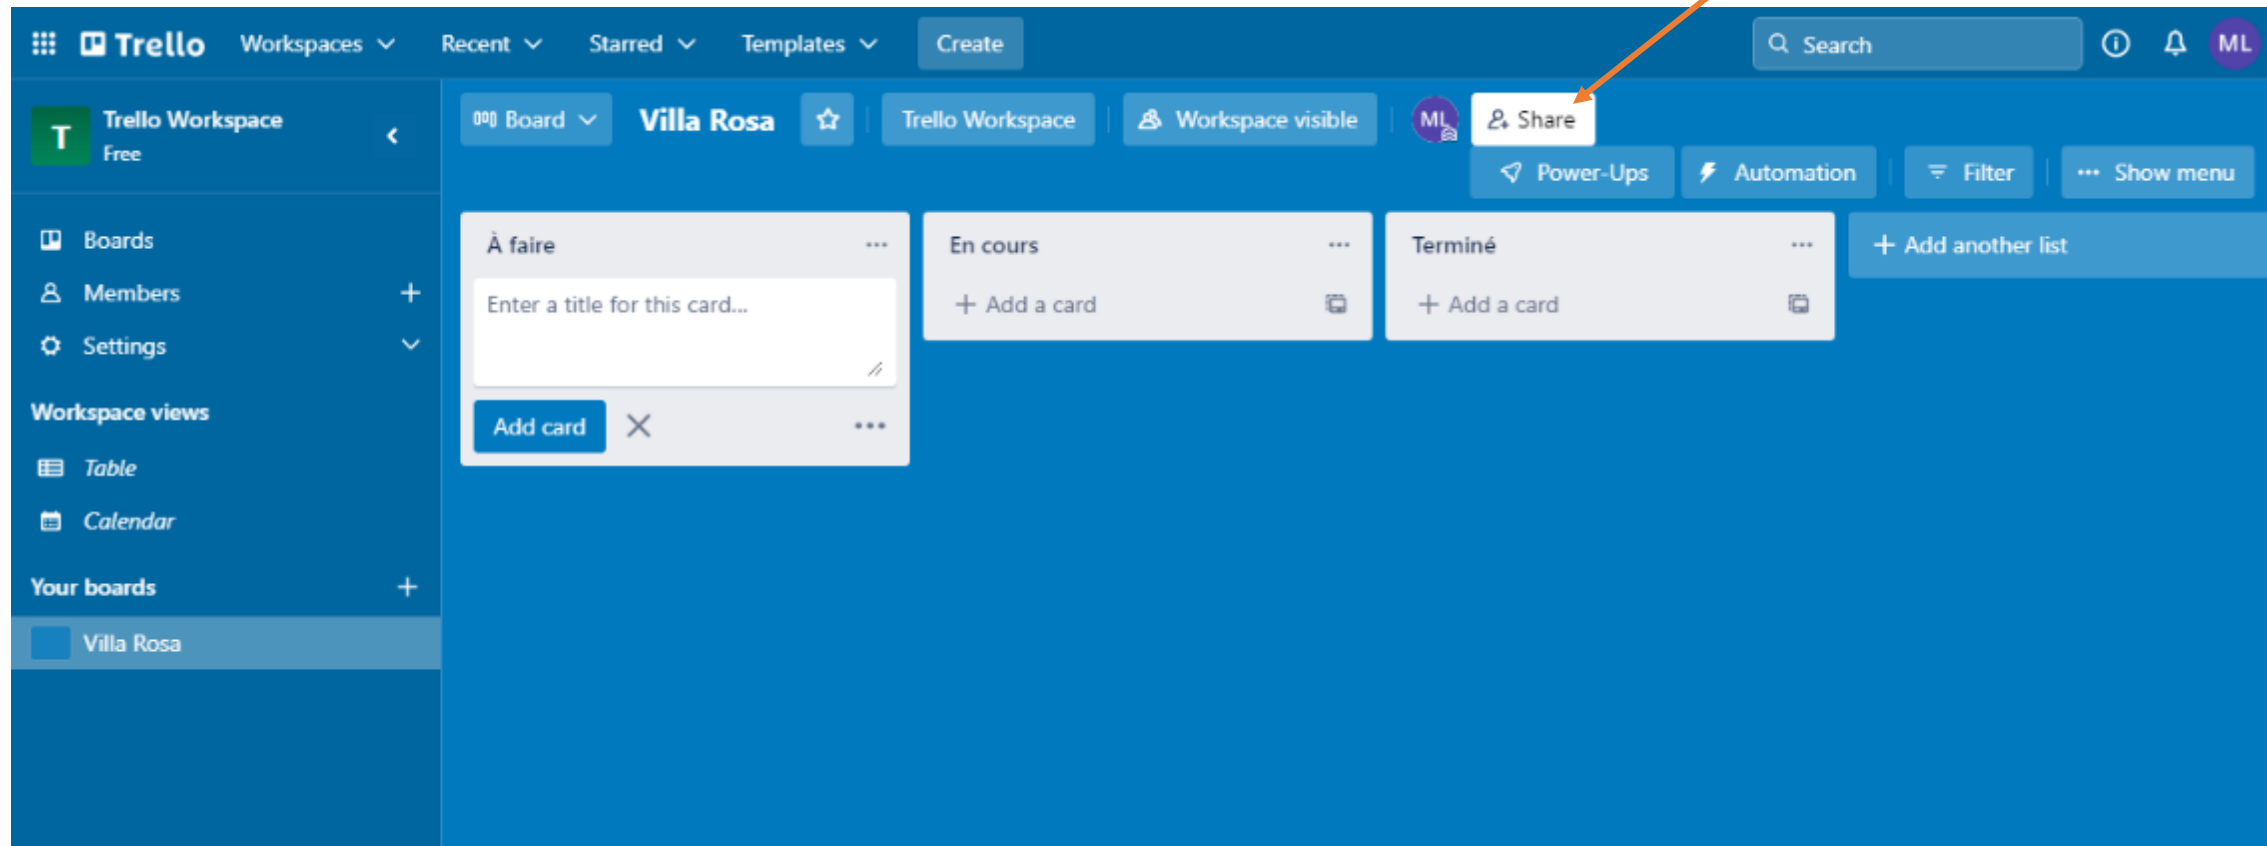 Trello Workspaces Recent Starred Templates Create Search ML
T Trello Workspace
Free
Board Villa Rosa Trello Workspace Workspace visible ML Share
Power-Ups Automation Filter Show menu
Boards
Members
Settings
Workspace views
Table
Calendar
Your boards
Villa Rosa
À faire
Enter a title for this card...
Add card
En cours
Add a card
Terminé
Add a card
Add another list